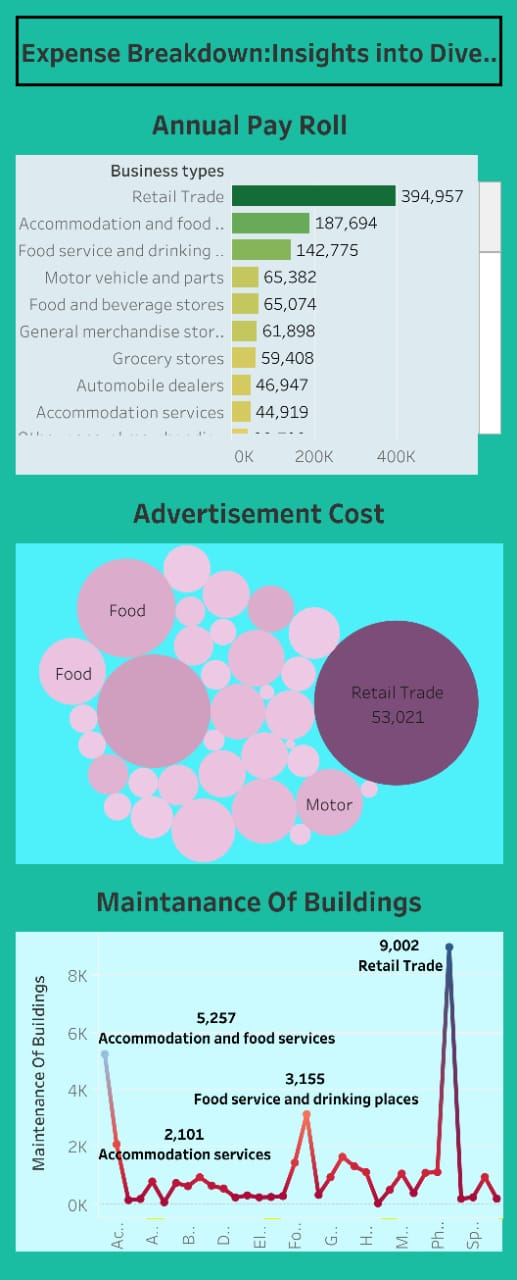 Expense Breakdown:Insights into Dive..
Annual Pay Roll
Business types
Retail Trade 394,957
Accommodation and food .. 187,694
Food service and drinking .. 142,775
Motor vehicle and parts 65,382
Food and beverage stores 65,074
General merchandise stor.. 61,898
Grocery stores 59,408
Automobile dealers 46,947
Accommodation services 44,919
0K 200K 400K
Advertisement Cost
Food
Food
Retail Trade
53,021
Motor
Maintanance Of Buildings
Maintenance Of Buildings
8K
6K
4K
2K
0K
9,002
Retail Trade
5,257
Accommodation and food services
3,155
Food service and drinking places
2,101
Accommodation services
Ac.. A.. B.. D.. El.. Fo.. G.. H.. M.. Ph.. Sp..